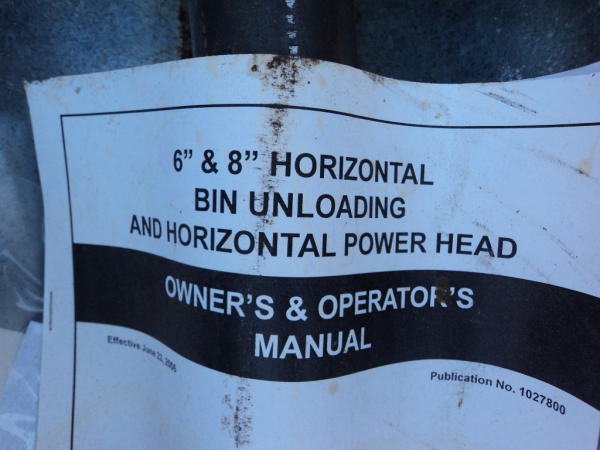 6” & 8” HORIZONTAL
BIN UNLOADING
AND HORIZONTAL POWER HEAD
OWNER'S & OPERATOR'S
MANUAL
Effective June 23, 2006
Publication No. 1027800